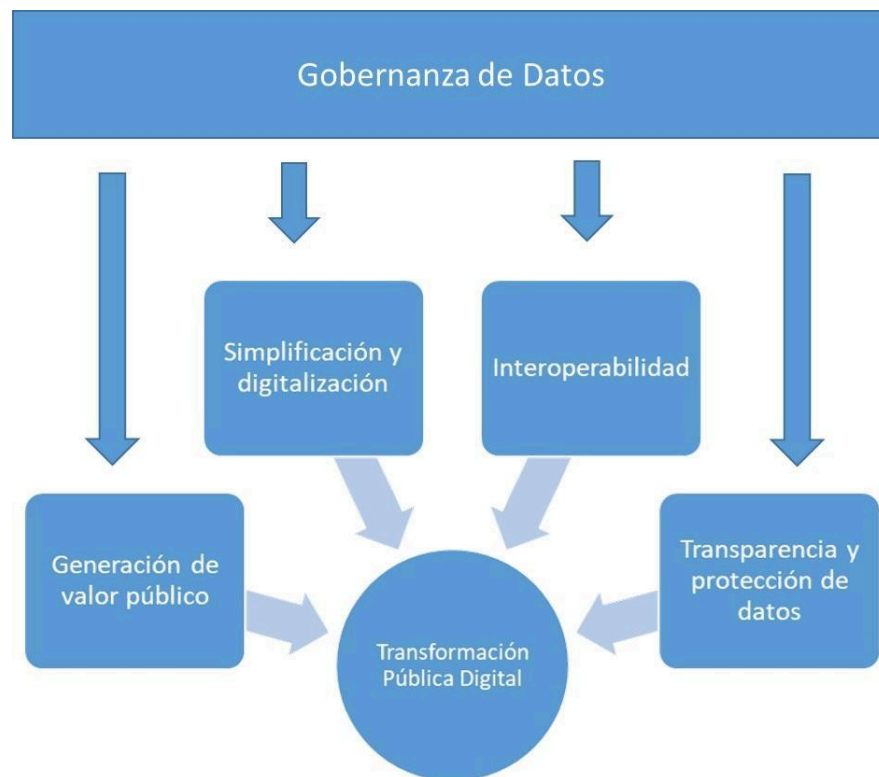 Gobernanza de Datos
Simplificación y
digitalización
Interoperabilidad
Generación de
valor público
Transparencia y
protección de
datos
Transformación
Pública Digital